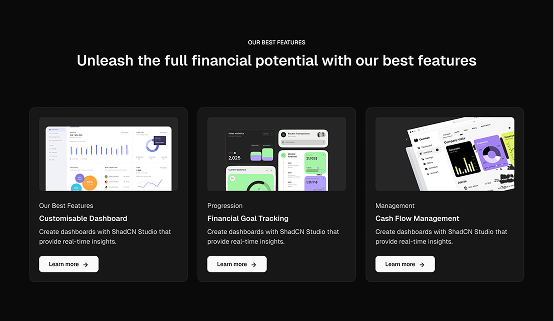 OUR BEST FEATURES
Unleash the full financial potential with our best features
Our Best Features
Customisable Dashboard
Create dashboards with ShadCN Studio that
provide real-time insights.
Learn more →
2,025
Progression
Financial Goal Tracking
Create dashboards with ShadCN Studio that
provide real-time insights.
Learn more →
Management
Cash Flow Management
Create dashboards with ShadCN Studio that
provide real-time insights.
Learn more →